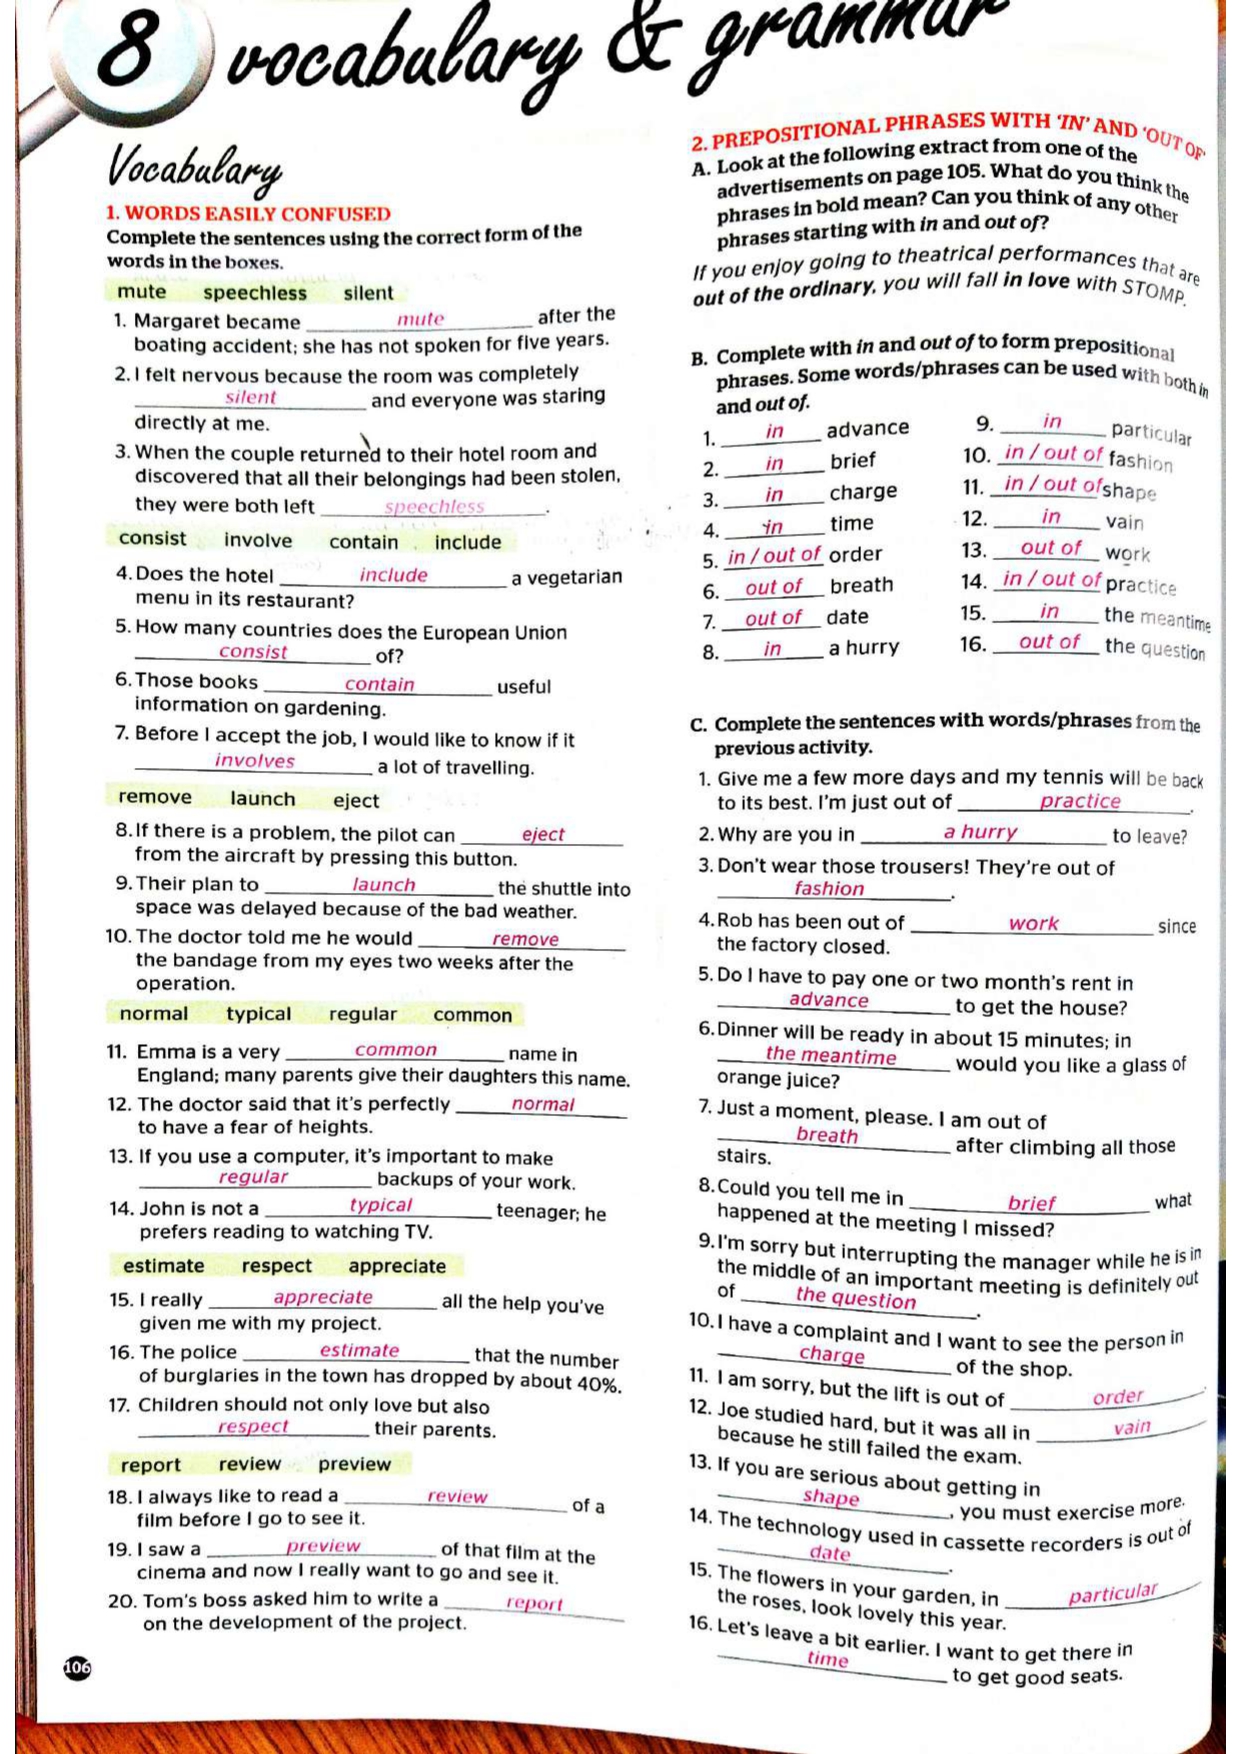 8 vocabulary & grammar
Vocabulary
1. WORDS EASILY CONFUSED
Complete the sentences using the correct form of the
words in the boxes.
mute speechless silent
1. Margaret became mute after the
boating accident; she has not spoken for five years.
2. I felt nervous because the room was completely
silent and everyone was staring
directly at me.
3. When the couple returned to their hotel room and
discovered that all their belongings had been stolen,
they were both left speechless.
consist involve contain include
4. Does the hotel include a vegetarian
menu in its restaurant?
5. How many countries does the European Union
consist of?
6. Those books contain useful
information on gardening.
7. Before I accept the job, I would like to know if it
involves a lot of travelling.
remove launch eject
8. If there is a problem, the pilot can eject
from the aircraft by pressing this button.
9. Their plan to launch the shuttle into
space was delayed because of the bad weather.
10. The doctor told me he would remove
the bandage from my eyes two weeks after the
operation.
normal typical regular common
11. Emma is a very common name in
England; many parents give their daughters this name.
12. The doctor said that it's perfectly normal
to have a fear of heights.
13. If you use a computer, it's important to make
regular backups of your work.
14. John is not a typical teenager; he
prefers reading to watching TV.
estimate respect appreciate
15. I really appreciate all the help you've
given me with my project.
16. The police estimate that the number
of burglaries in the town has dropped by about 40%.
17. Children should not only love but also
respect their parents.
report review preview
18. I always like to read a review of a
film before I go to see it.
19. I saw a preview of that film at the
cinema and now I really want to go and see it.
20. Tom's boss asked him to write a report
on the development of the project.
106
2. PREPOSITIONAL PHRASES WITH 'IN' AND 'OUT OF'
A. Look at the following extract from one of the
advertisements on page 105. What do you think the
phrases in bold mean? Can you think of any other
phrases starting with in and out of?
If you enjoy going to theatrical performances that are
out of the ordinary, you will fall in love with STOMP.
B. Complete with in and out of to form prepositional
phrases. Some words/phrases can be used with both in
and out of.
1. in advance
2. in brief
3. in charge
4. in time
5. in / out of order
6. out of breath
7. out of date
8. in a hurry
9. in particular
10. in / out of fashion
11. in / out of shape
12. in vain
13. out of work
14. in / out of practice
15. in the meantime
16. out of the question
C. Complete the sentences with words/phrases from the
previous activity.
1. Give me a few more days and my tennis will be back
to its best. I'm just out of practice.
2. Why are you in a hurry to leave?
3. Don't wear those trousers! They're out of
fashion.
4. Rob has been out of work since
the factory closed.
5. Do I have to pay one or two month's rent in
advance to get the house?
6. Dinner will be ready in about 15 minutes; in
the meantime would you like a glass of
orange juice?
7. Just a moment, please. I am out of
breath after climbing all those
stairs.
8. Could you tell me in brief what
happened at the meeting I missed?
9. I'm sorry but interrupting the manager while he is in
the middle of an important meeting is definitely out
of the question.
10. I have a complaint and I want to see the person in
charge of the shop.
11. I am sorry, but the lift is out of order.
12. Joe studied hard, but it was all in vain
because he still failed the exam.
13. If you are serious about getting in
shape, you must exercise more.
14. The technology used in cassette recorders is out of
date.
15. The flowers in your garden, in particular
the roses, look lovely this year.
16. Let's leave a bit earlier. I want to get there in
time to get good seats.